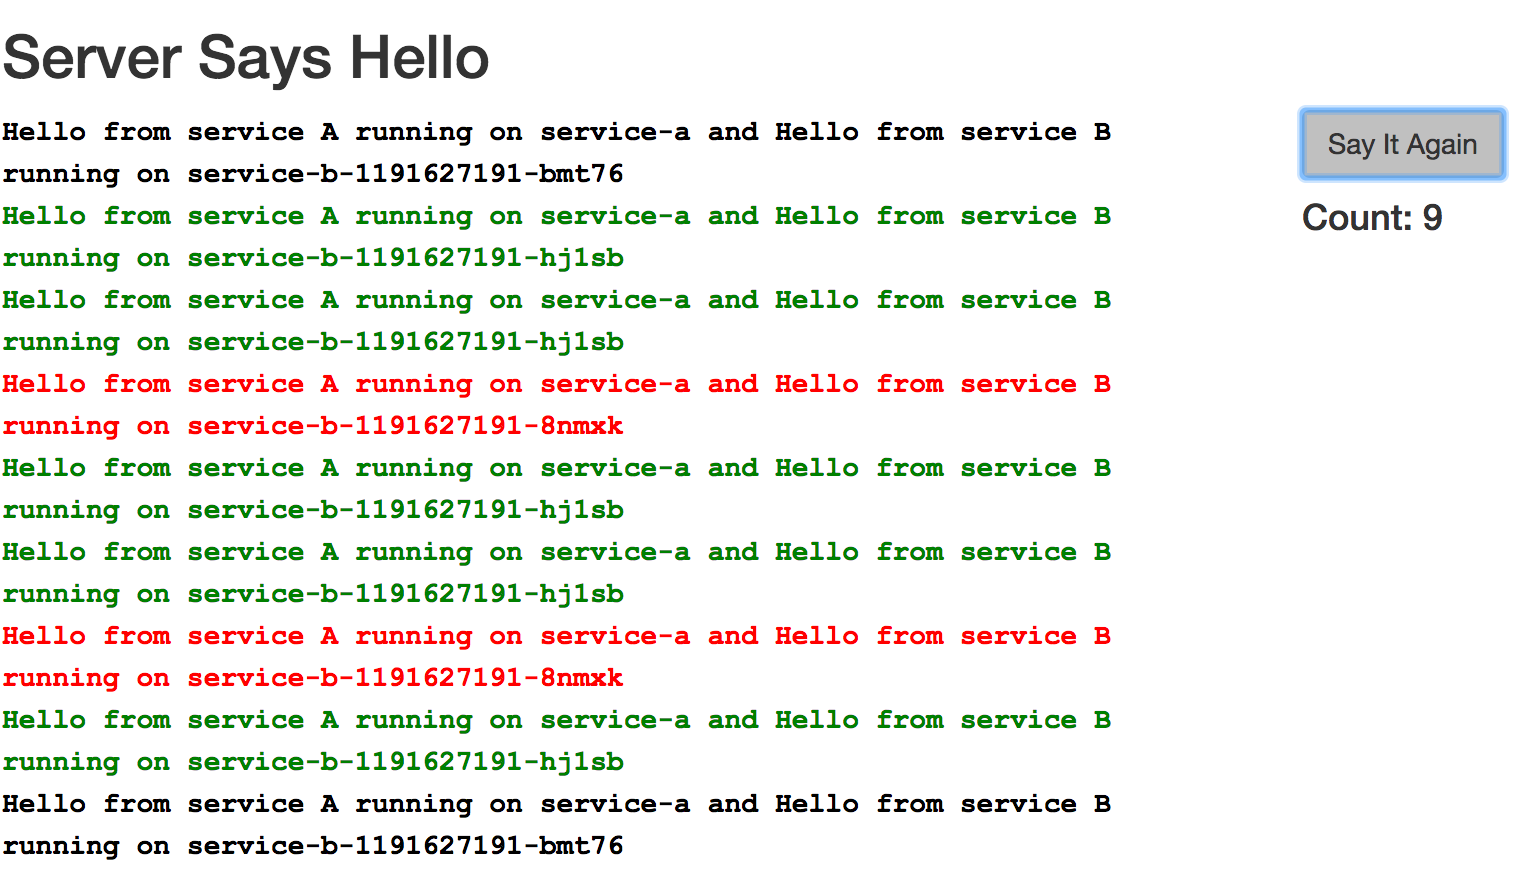 Server Says Hello
Hello from service A running on service-a and Hello from service B
running on service-b-1191627191-bmt76
Hello from service A running on service-a and Hello from service B
running on service-b-1191627191-hj1sb
Hello from service A running on service-a and Hello from service B
running on service-b-1191627191-hj1sb
Hello from service A running on service-a and Hello from service B
running on service-b-1191627191-8nmxk
Hello from service A running on service-a and Hello from service B
running on service-b-1191627191-hj1sb
Hello from service A running on service-a and Hello from service B
running on service-b-1191627191-hj1sb
Hello from service A running on service-a and Hello from service B
running on service-b-1191627191-8nmxk
Hello from service A running on service-a and Hello from service B
running on service-b-1191627191-hj1sb
Hello from service A running on service-a and Hello from service B
running on service-b-1191627191-bmt76
Say It Again
Count: 9